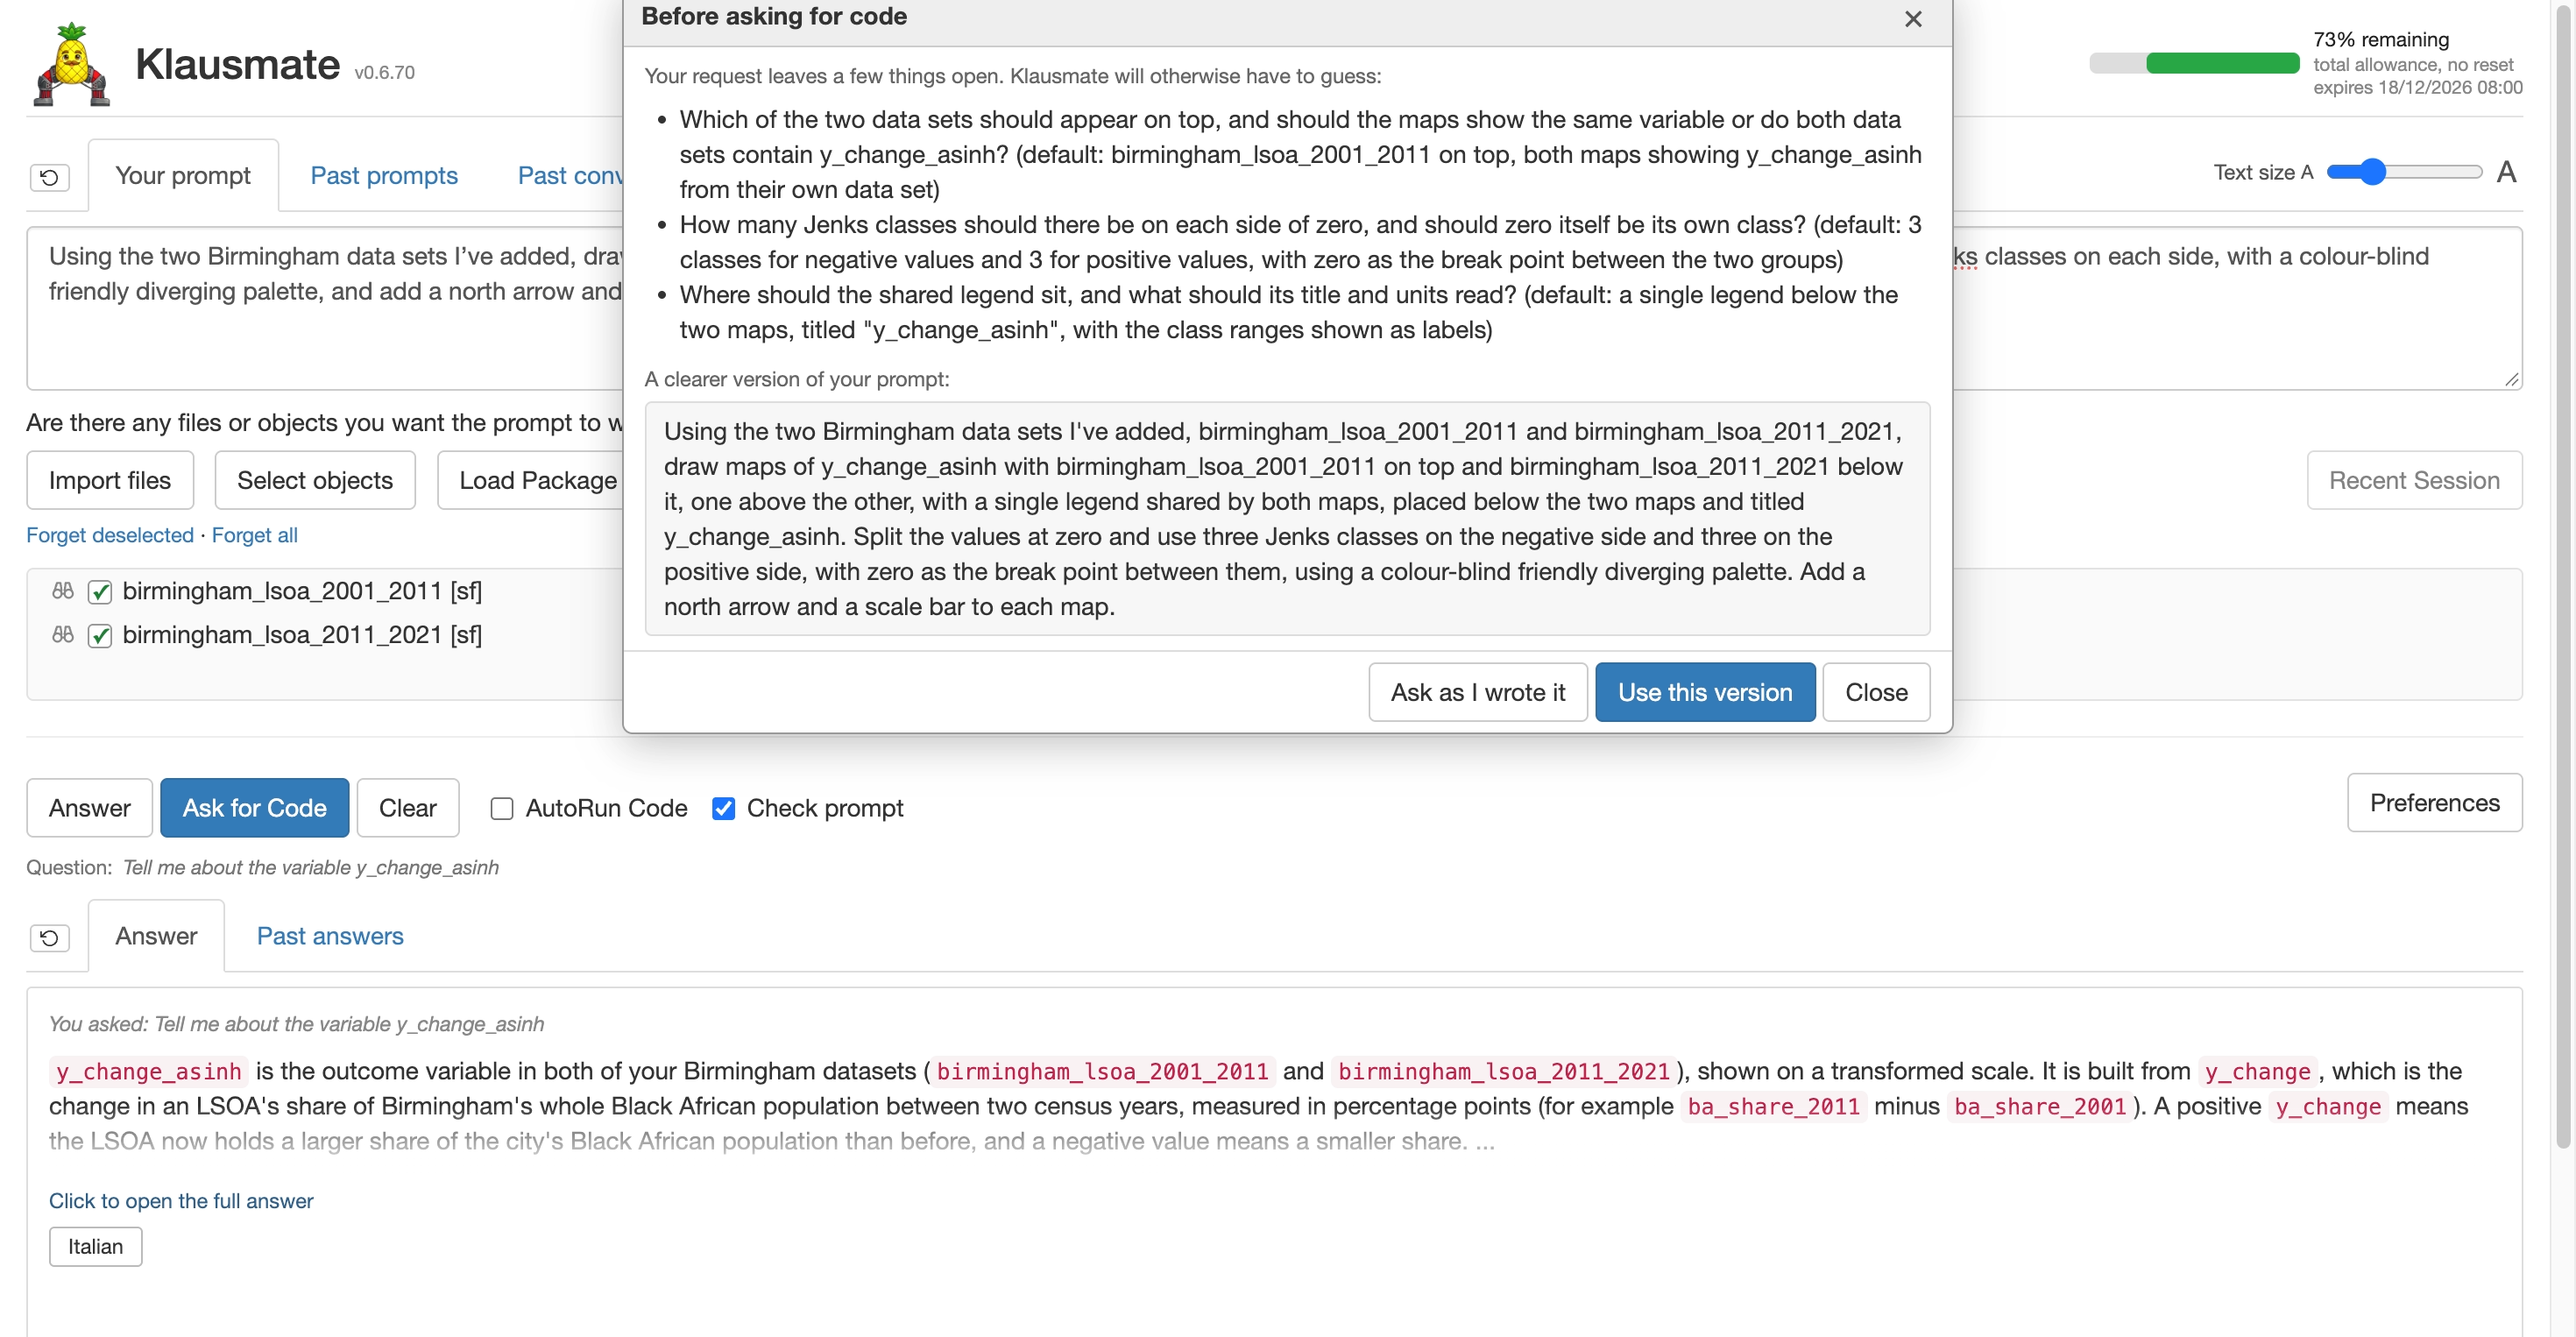 Before asking for code
×
Klausmate v0.6.70
73% remaining
total allowance, no reset
expires 18/12/2026 08:00
Your request leaves a few things open. Klausmate will otherwise have to guess:
• Which of the two data sets should appear on top, and should the maps show the same variable or do both data
sets contain y_change_asinh? (default: birmingham_lsoa_2001_2011 on top, both maps showing y_change_asinh
from their own data set)
• How many Jenks classes should there be on each side of zero, and should zero itself be its own class? (default: 3
classes for negative values and 3 for positive values, with zero as the break point between the two groups)
• Where should the shared legend sit, and what should its title and units read? (default: a single legend below the
two maps, titled "y_change_asinh", with the class ranges shown as labels)
A clearer version of your prompt:
Using the two Birmingham data sets I've added, birmingham_lsoa_2001_2011 and birmingham_lsoa_2011_2021,
draw maps of y_change_asinh with birmingham_lsoa_2001_2011 on top and birmingham_lsoa_2011_2021 below
it, one above the other, with a single legend shared by both maps, placed below the two maps and titled
y_change_asinh. Split the values at zero and use three Jenks classes on the negative side and three on the
positive side, with zero as the break point between them, using a colour-blind friendly diverging palette. Add a
north arrow and a scale bar to each map.
Ask as I wrote it
Use this version
Close
Your prompt
Past prompts
Past conv
Text size A A
Using the two Birmingham data sets I’ve added, dra
ks classes on each side, with a colour-blind
friendly diverging palette, and add a north arrow and
Are there any files or objects you want the prompt to w
Import files
Select objects
Load Package
Recent Session
Forget deselected · Forget all
birmingham_lsoa_2001_2011 [sf]
birmingham_lsoa_2011_2021 [sf]
Answer
Ask for Code
Clear
AutoRun Code
Check prompt
Preferences
Question: Tell me about the variable y_change_asinh
Answer
Past answers
You asked: Tell me about the variable y_change_asinh
y_change_asinh is the outcome variable in both of your Birmingham datasets ( birmingham_lsoa_2001_2011 and birmingham_lsoa_2011_2021 ), shown on a transformed scale. It is built from y_change , which is the
change in an LSOA's share of Birmingham's whole Black African population between two census years, measured in percentage points (for example ba_share_2011 minus ba_share_2001 ). A positive y_change means
the LSOA now holds a larger share of the city's Black African population than before, and a negative value means a smaller share. ...
Click to open the full answer
Italian